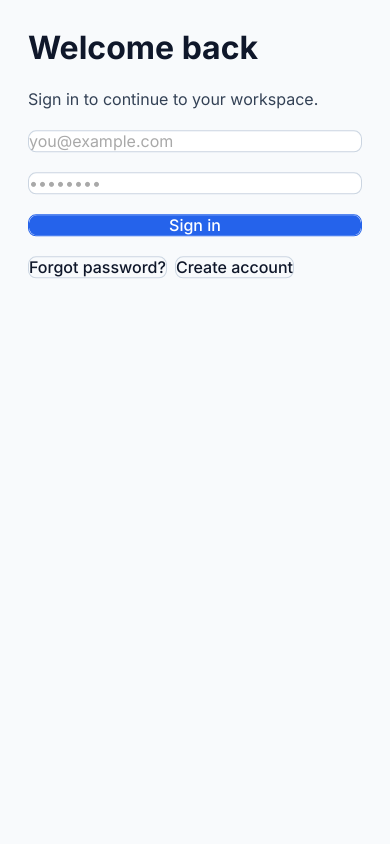 Welcome back
Sign in to continue to your workspace.
you@example.com
••••••••
Sign in
Forgot password? Create account